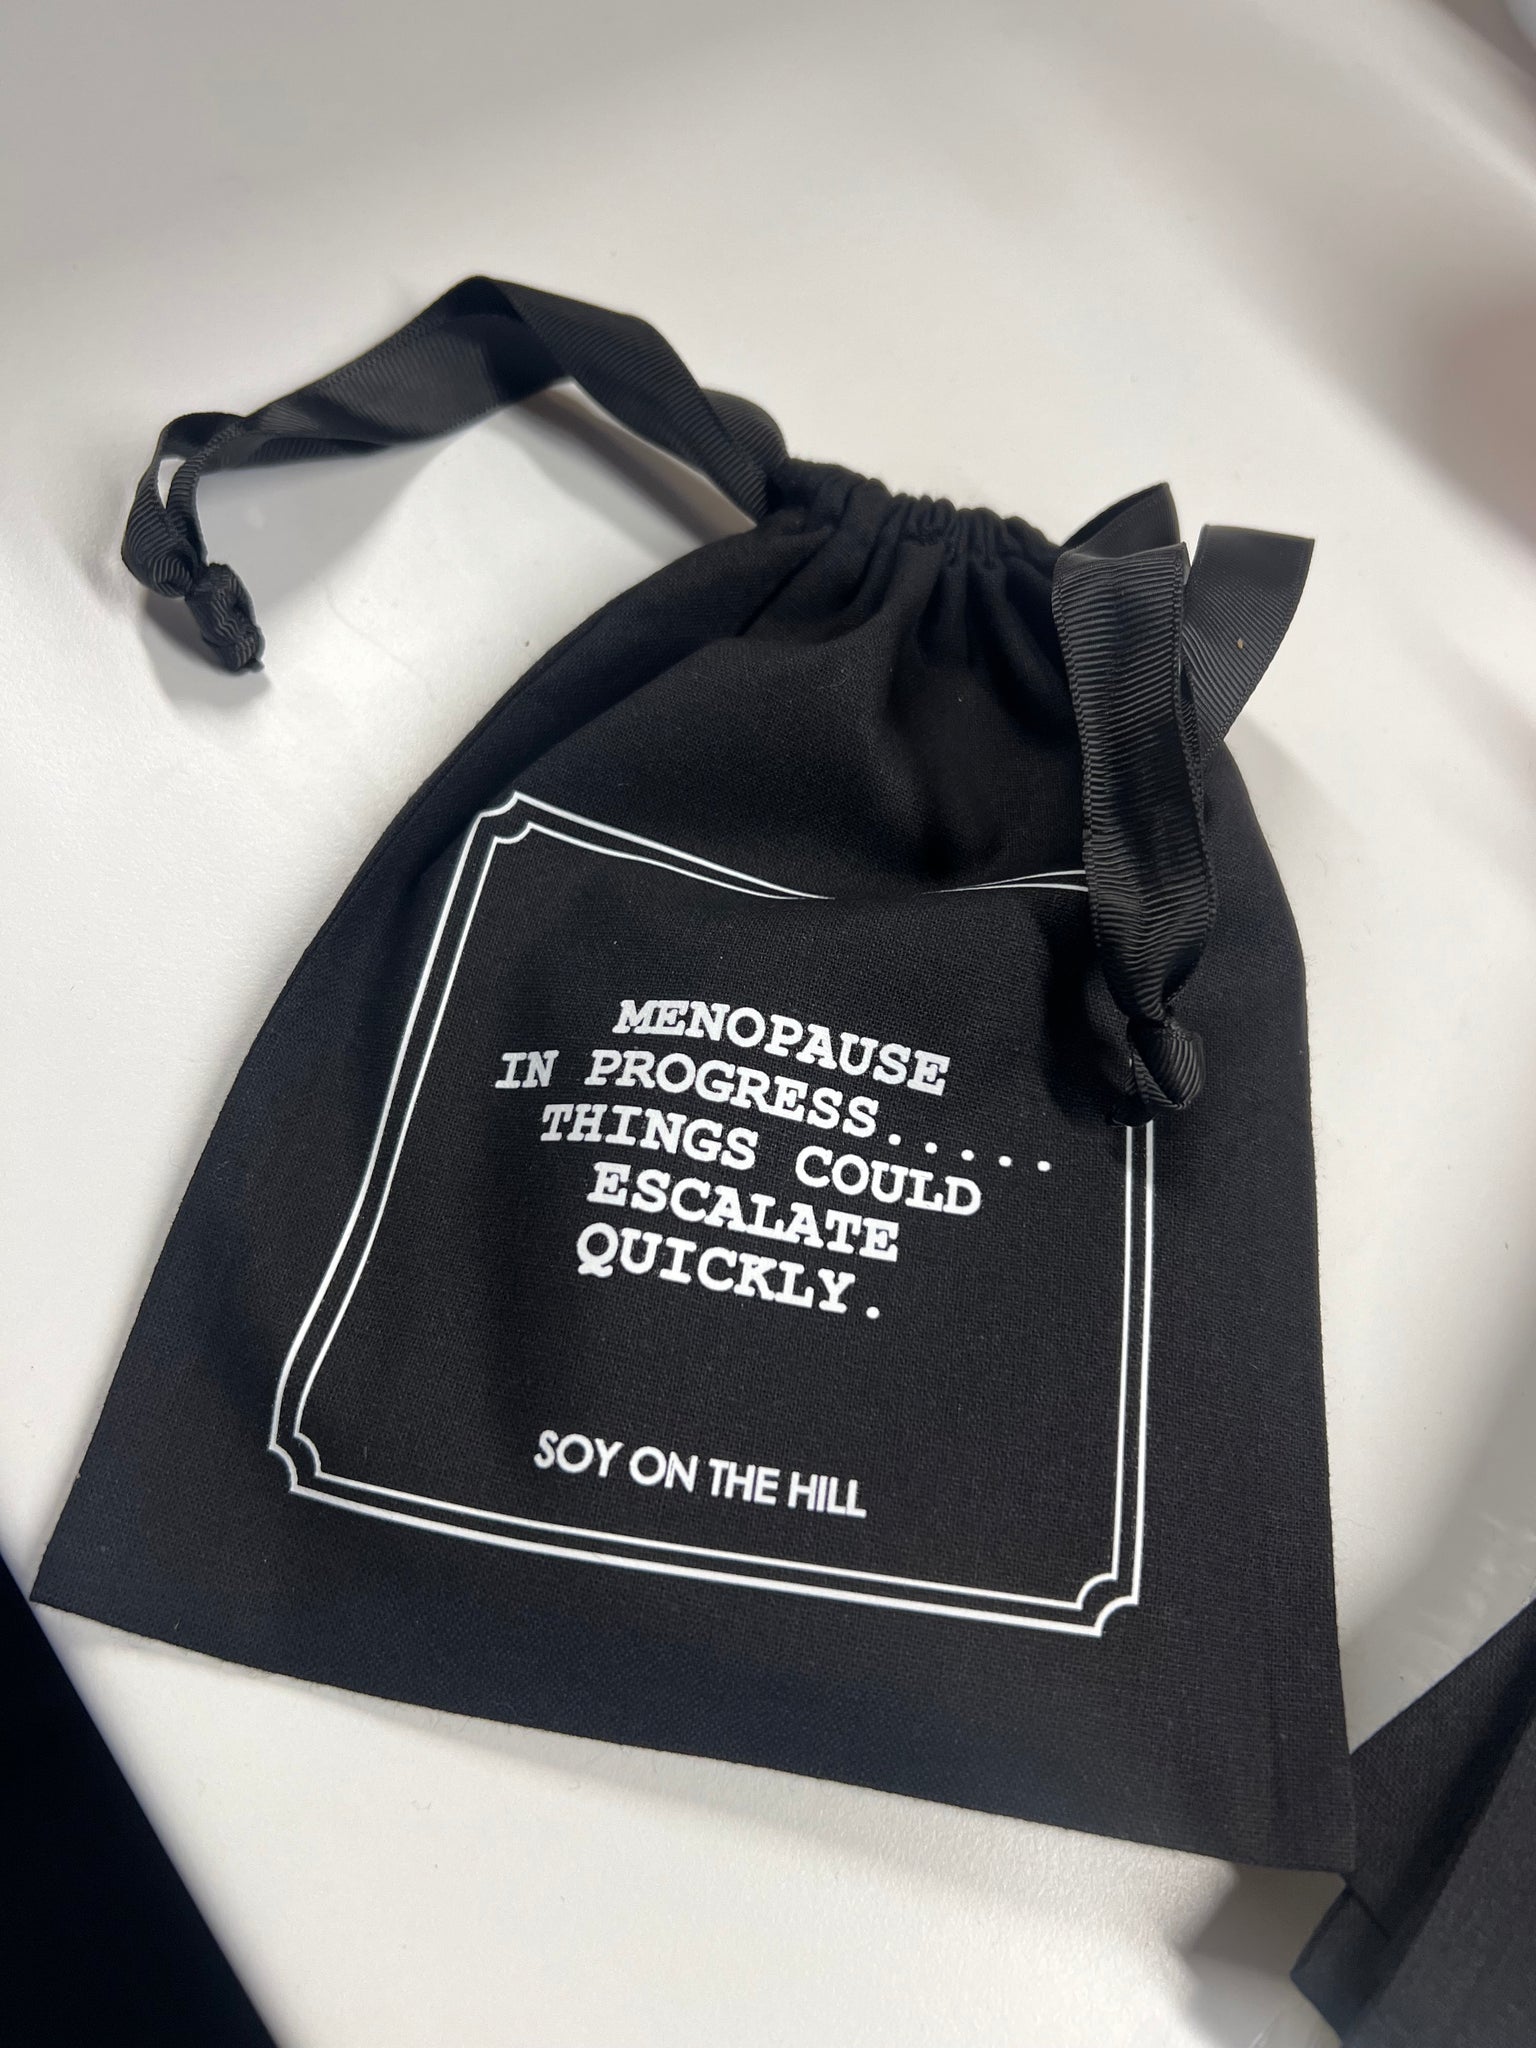 MENOPAUSE
IN PROGRESS.....
THINGS COULD
ESCALATE
QUICKLY.
SOY ON THE HILL